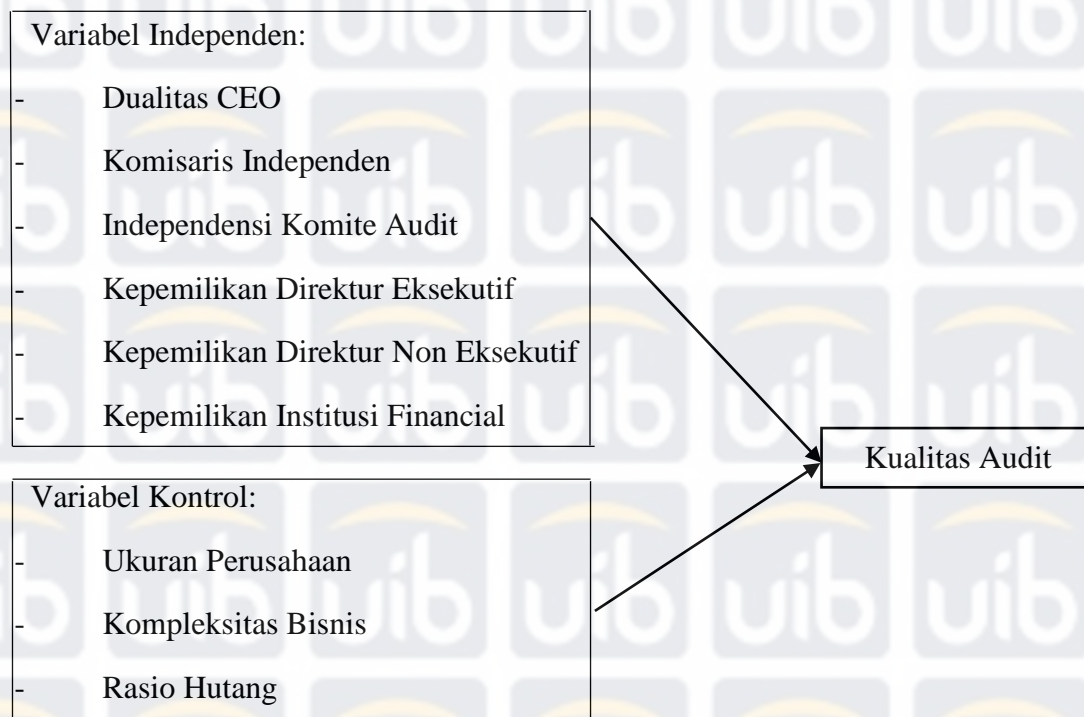 Variabel Independen:
- Dualitas CEO
- Komisaris Independen
- Independensi Komite Audit
- Kepemilikan Direktur Eksekutif
- Kepemilikan Direktur Non Eksekutif
- Kepemilikan Institusi Financial
Kualitas Audit
Variabel Kontrol:
- Ukuran Perusahaan
- Kompleksitas Bisnis
- Rasio Hutang